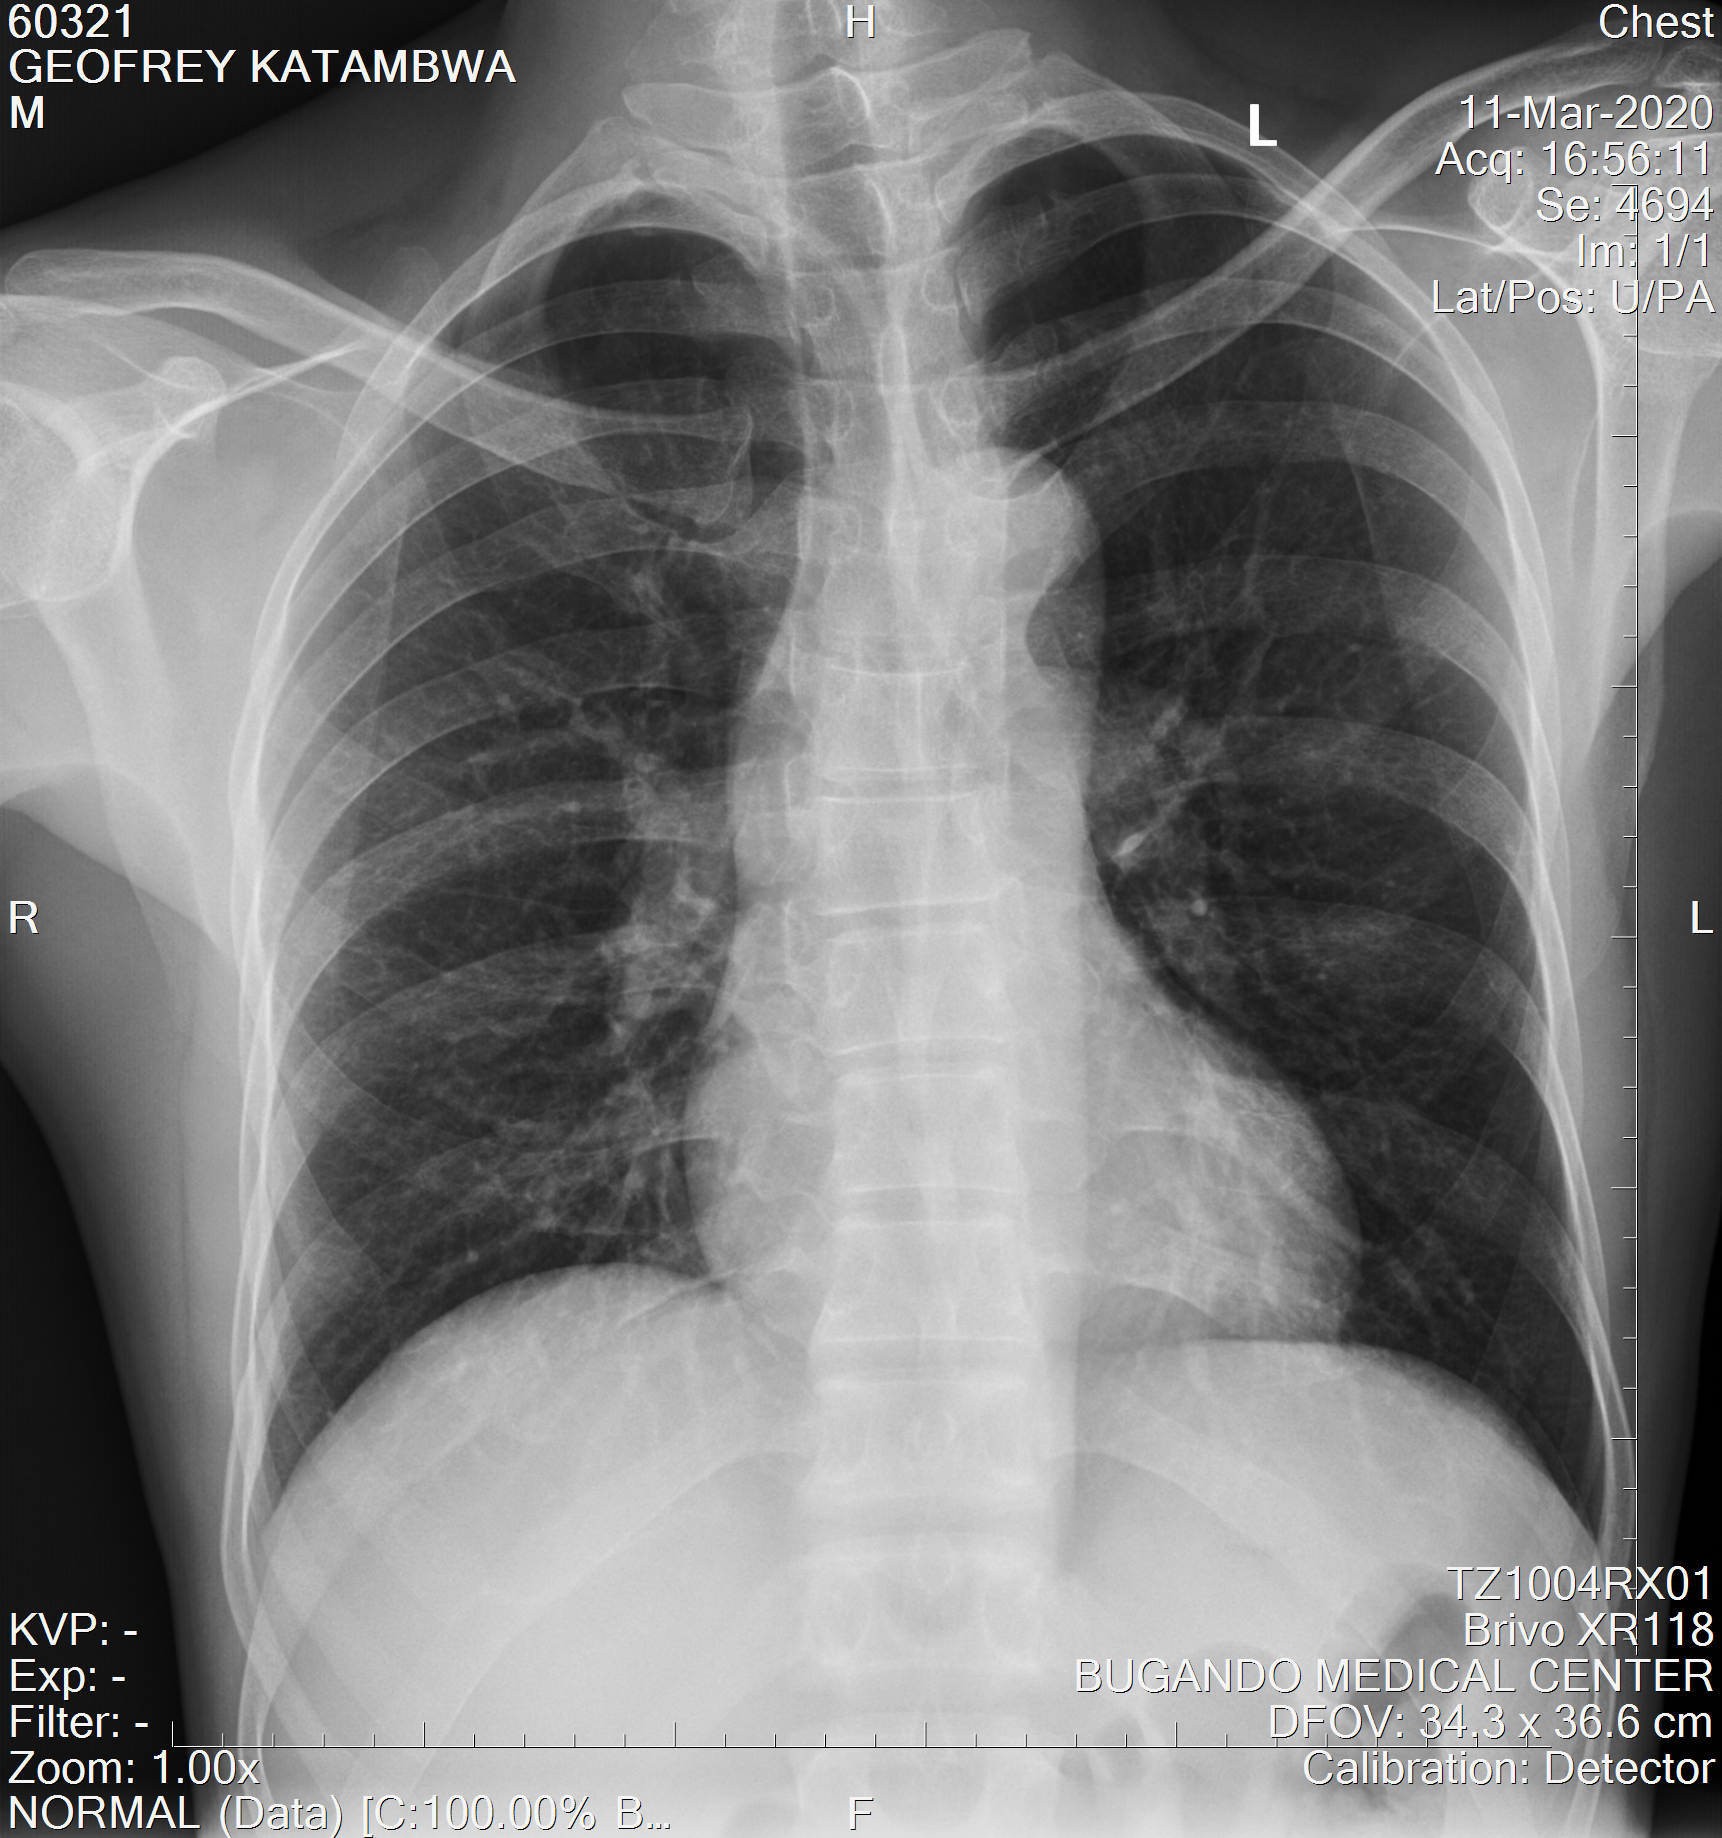 60321
GEOFREY KATAMBWA
M
H
Chest
L
11-Mar-2020
Acq: 16:56:11
Se: 4694
Im: 1/1
Lat/Pos: U/PA
R
L
KVP: -
Exp: -
Filter: -
Zoom: 1.00x
NORMAL (Data) [C:100.00% B...
F
TZ1004RX01
Brivo XR118
BUGANDO MEDICAL CENTER
DFOV: 34.3 x 36.6 cm
Calibration: Detector